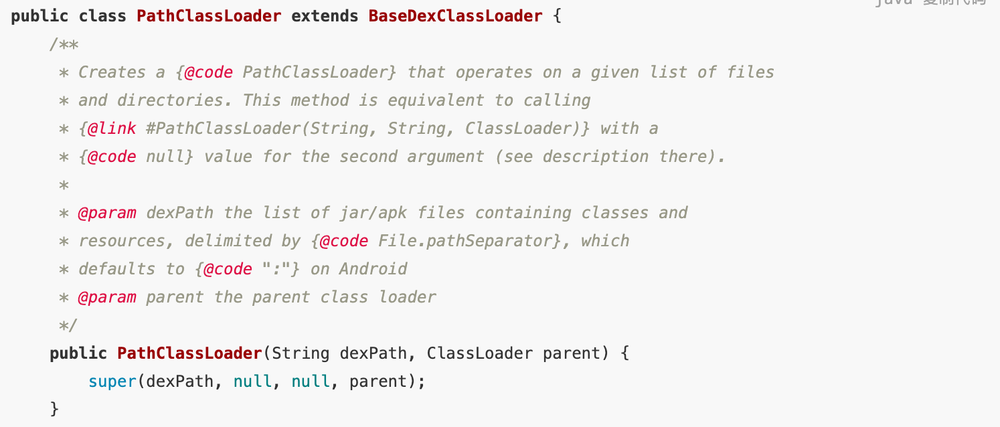 java 复制代码
public class PathClassLoader extends BaseDexClassLoader {
    /**
     * Creates a {@code PathClassLoader} that operates on a given list of files
     * and directories. This method is equivalent to calling
     * {@link #PathClassLoader(String, String, ClassLoader)} with a
     * {@code null} value for the second argument (see description there).
     *
     * @param dexPath the list of jar/apk files containing classes and
     * resources, delimited by {@code File.pathSeparator}, which
     * defaults to {@code ":"} on Android
     * @param parent the parent class loader
     */
    public PathClassLoader(String dexPath, ClassLoader parent) {
        super(dexPath, null, null, parent);
    }